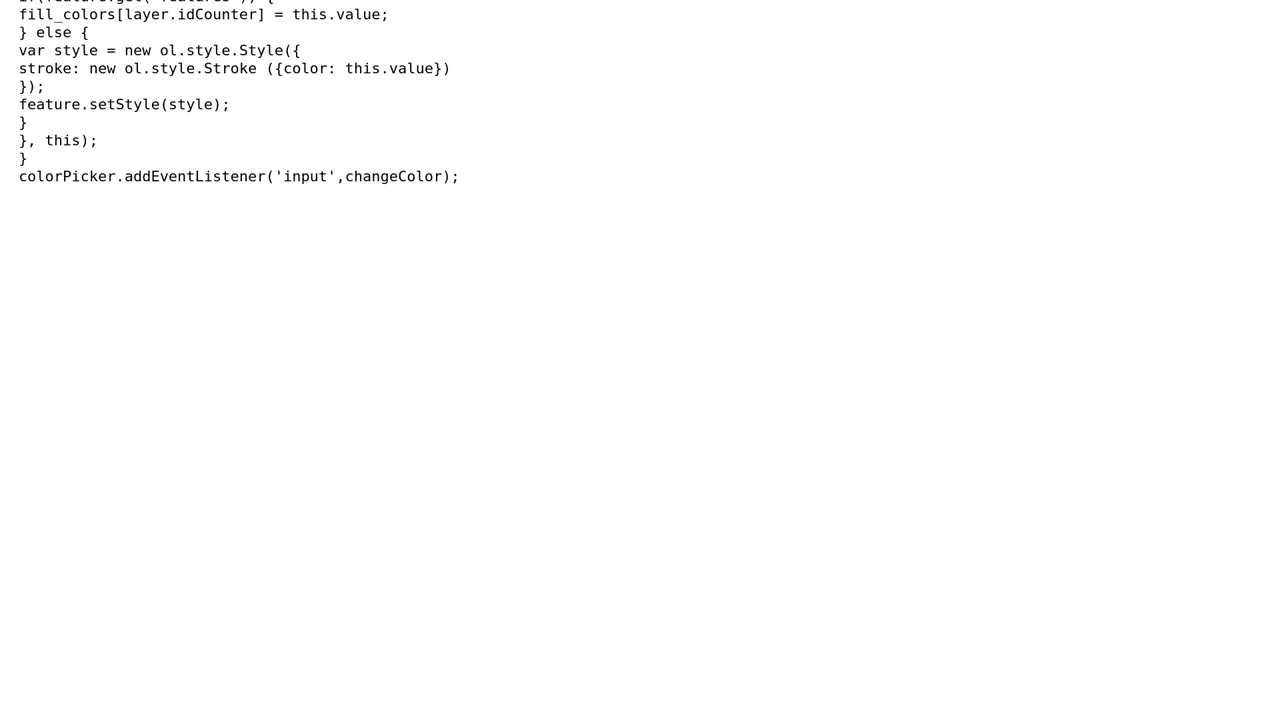 fill_colors[layer.idCounter] = this.value;
} else {
var style = new ol.style.Style({
stroke: new ol.style.Stroke ({color: this.value})
});
feature.setStyle(style);
}
}, this);
}
colorPicker.addEventListener('input',changeColor);